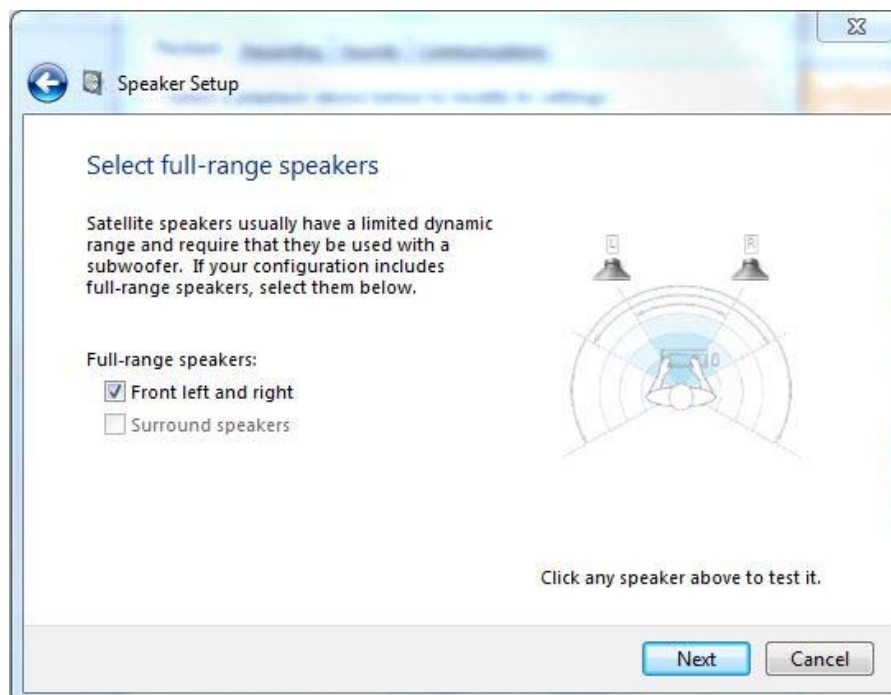 Speaker Setup
Select full-range speakers
Satellite speakers usually have a limited dynamic
range and require that they be used with a
subwoofer. If your configuration includes
full-range speakers, select them below.
L R
Full-range speakers:
Front left and right
Surround speakers
Click any speaker above to test it.
Next Cancel